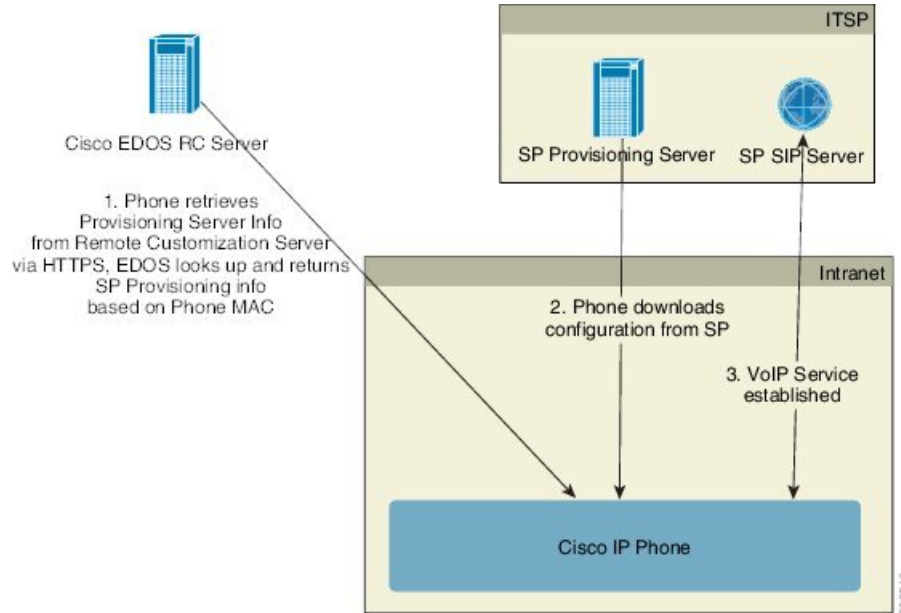 ITSP
Cisco EDOS RC Server
SP Provisioning Server
SP SIP Server
1. Phone retrieves
Provisioning Server Info
from Remote Customization Server
via HTTPS, EDOS looks up and returns
SP Provisioning info
based on Phone MAC
Intranet
2. Phone downloads
configuration from SP
3. VoIP Service
established
Cisco IP Phone